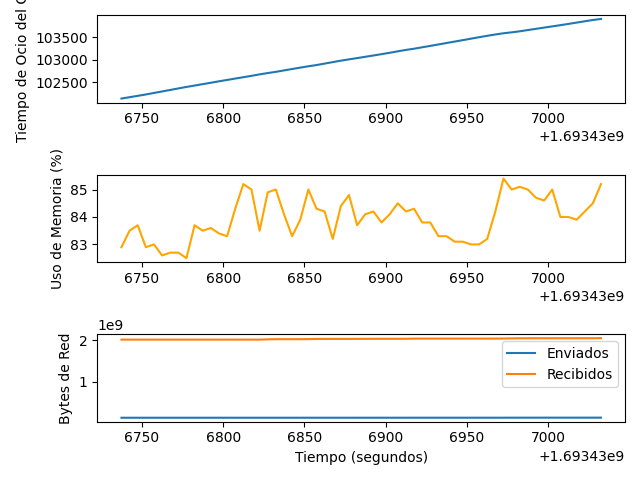 Tiempo de Ocio del
103500
103000
102500
6750 6800 6850 6900 6950 7000
+1.69343e9
Uso de Memoria (%)
85
84
83
6750 6800 6850 6900 6950 7000
+1.69343e9
1e9
Bytes de Red
2
1
Enviados
Recibidos
6750 6800 6850 6900 6950 7000
Tiempo (segundos)
+1.69343e9